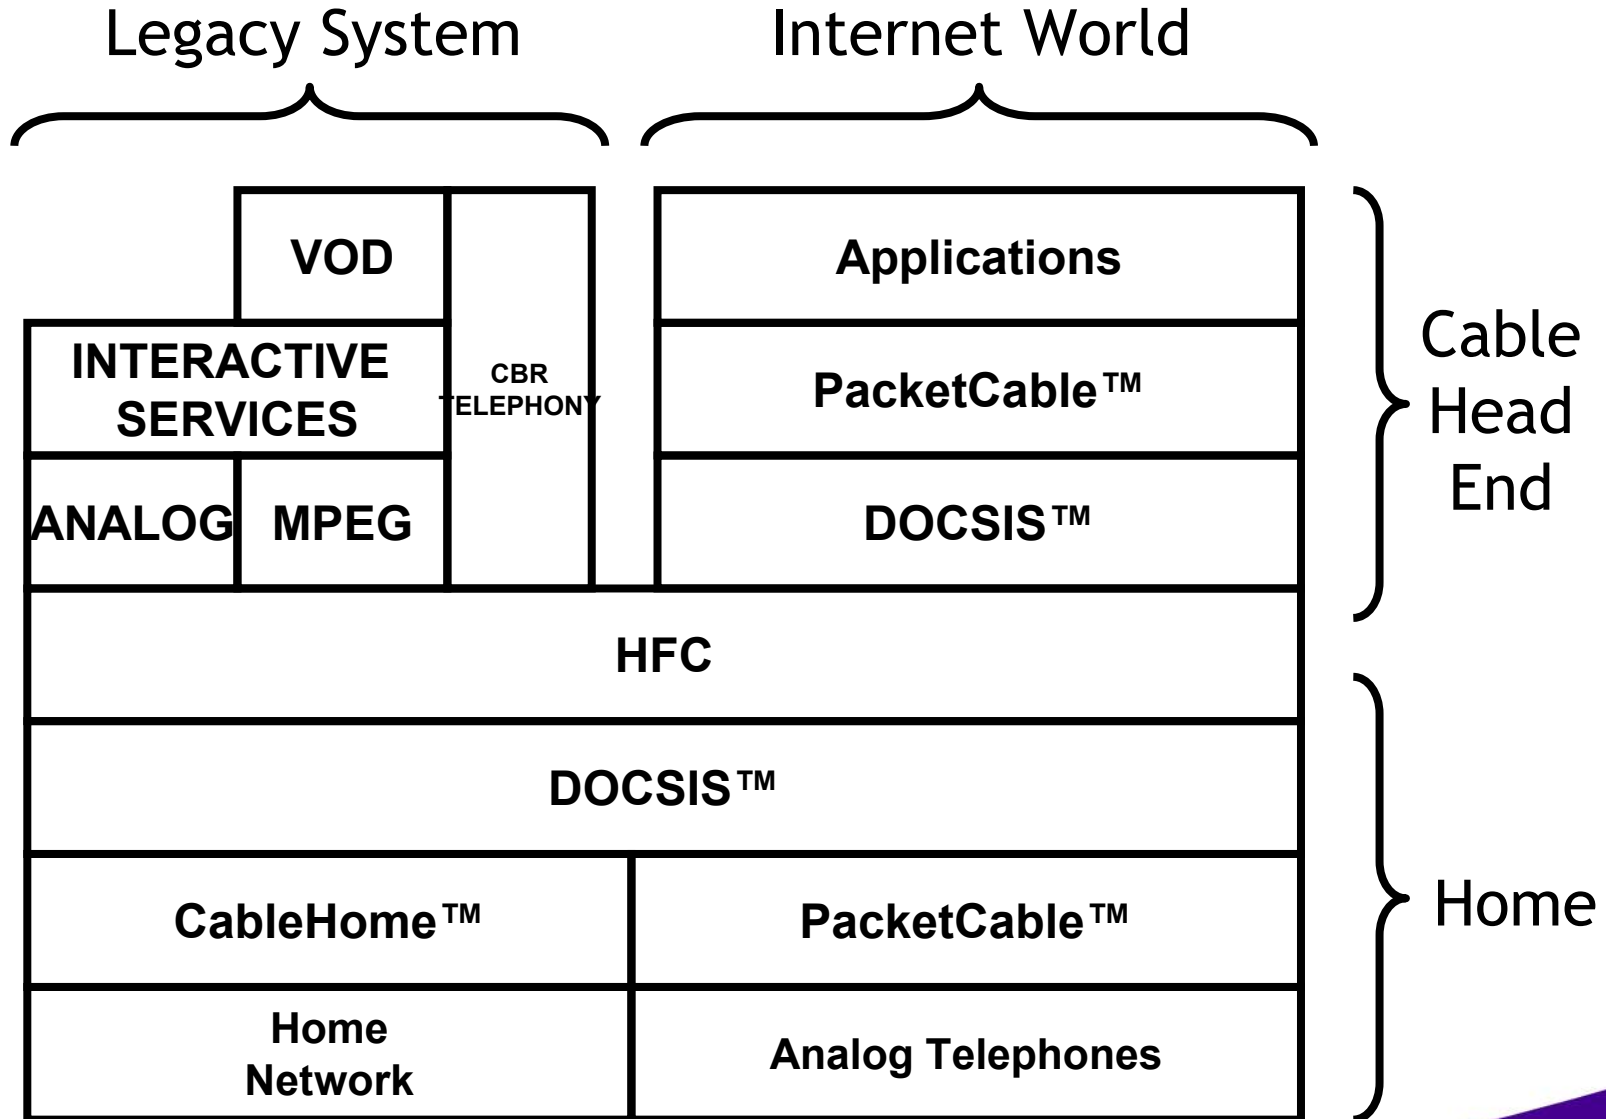 Legacy System
Internet World
VOD
Applications
INTERACTIVE
SERVICES
CBR
TELEPHONY
PacketCable™
Cable
Head
End
ANALOG
MPEG
DOCSIS™
HFC
DOCSIS™
CableHome™
PacketCable™
Home
Home
Network
Analog Telephones